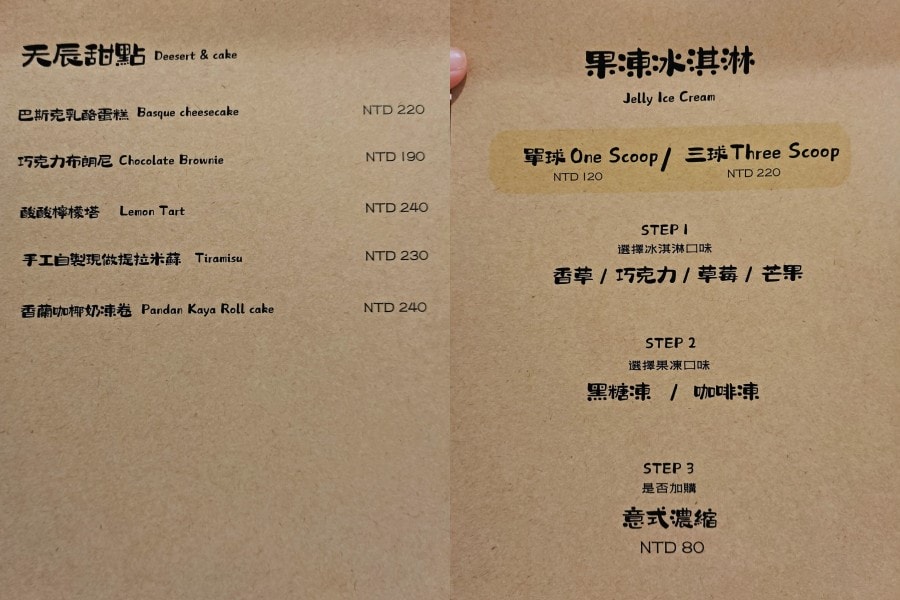 天辰甜點 Deesert & cake
巴斯克乳酪蛋糕 Basque cheesecake NTD 220
巧克力布朗尼 Chocolate Brownie NTD 190
酸酸檸檬塔 Lemon Tart NTD 240
手工自製現做提拉米蘇 Tiramisu NTD 230
香蘭咖椰奶凍卷 Pandan Kaya Roll cake NTD 240
果凍冰淇淋
Jelly Ice Cream
單球 One Scoop / 三球 Three Scoop
NTD 120 NTD 220
STEP 1
選擇冰淇淋口味
香草 / 巧克力 / 草莓 / 芒果
STEP 2
選擇果凍口味
黑糖凍 / 咖啡凍
STEP 3
是否加購
意式濃縮
NTD 80